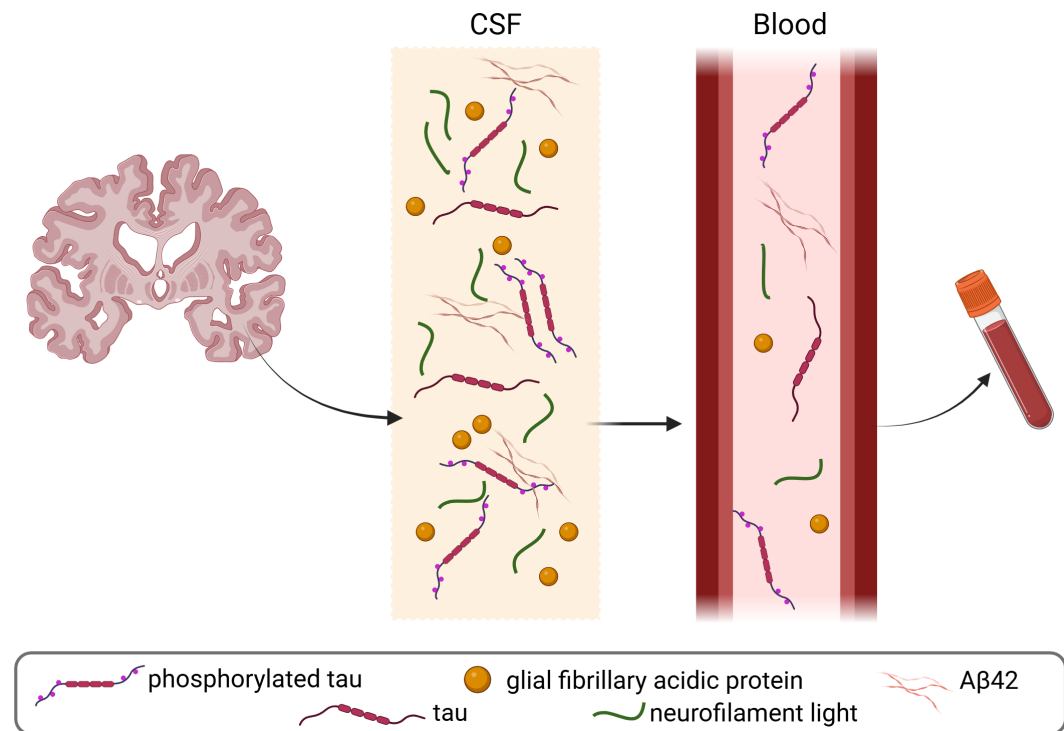 CSF
Blood
phosphorylated tau
glial fibrillary acidic protein
Aβ42
tau
neurofilament light